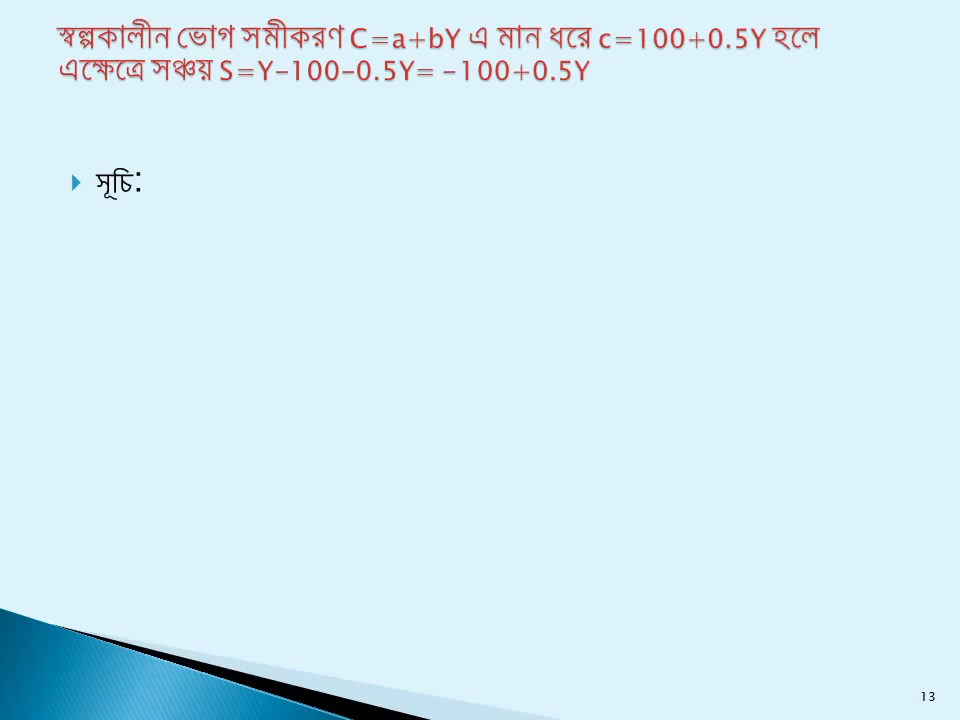 স্বল্পকালীন ভোগ সমীকরণ C=a+bY এ মান ধরে c=100+0.5Y হলে
এক্ষেত্রে সঞ্চয় S=Y-100-0.5Y= -100+0.5Y
সূচি:
13